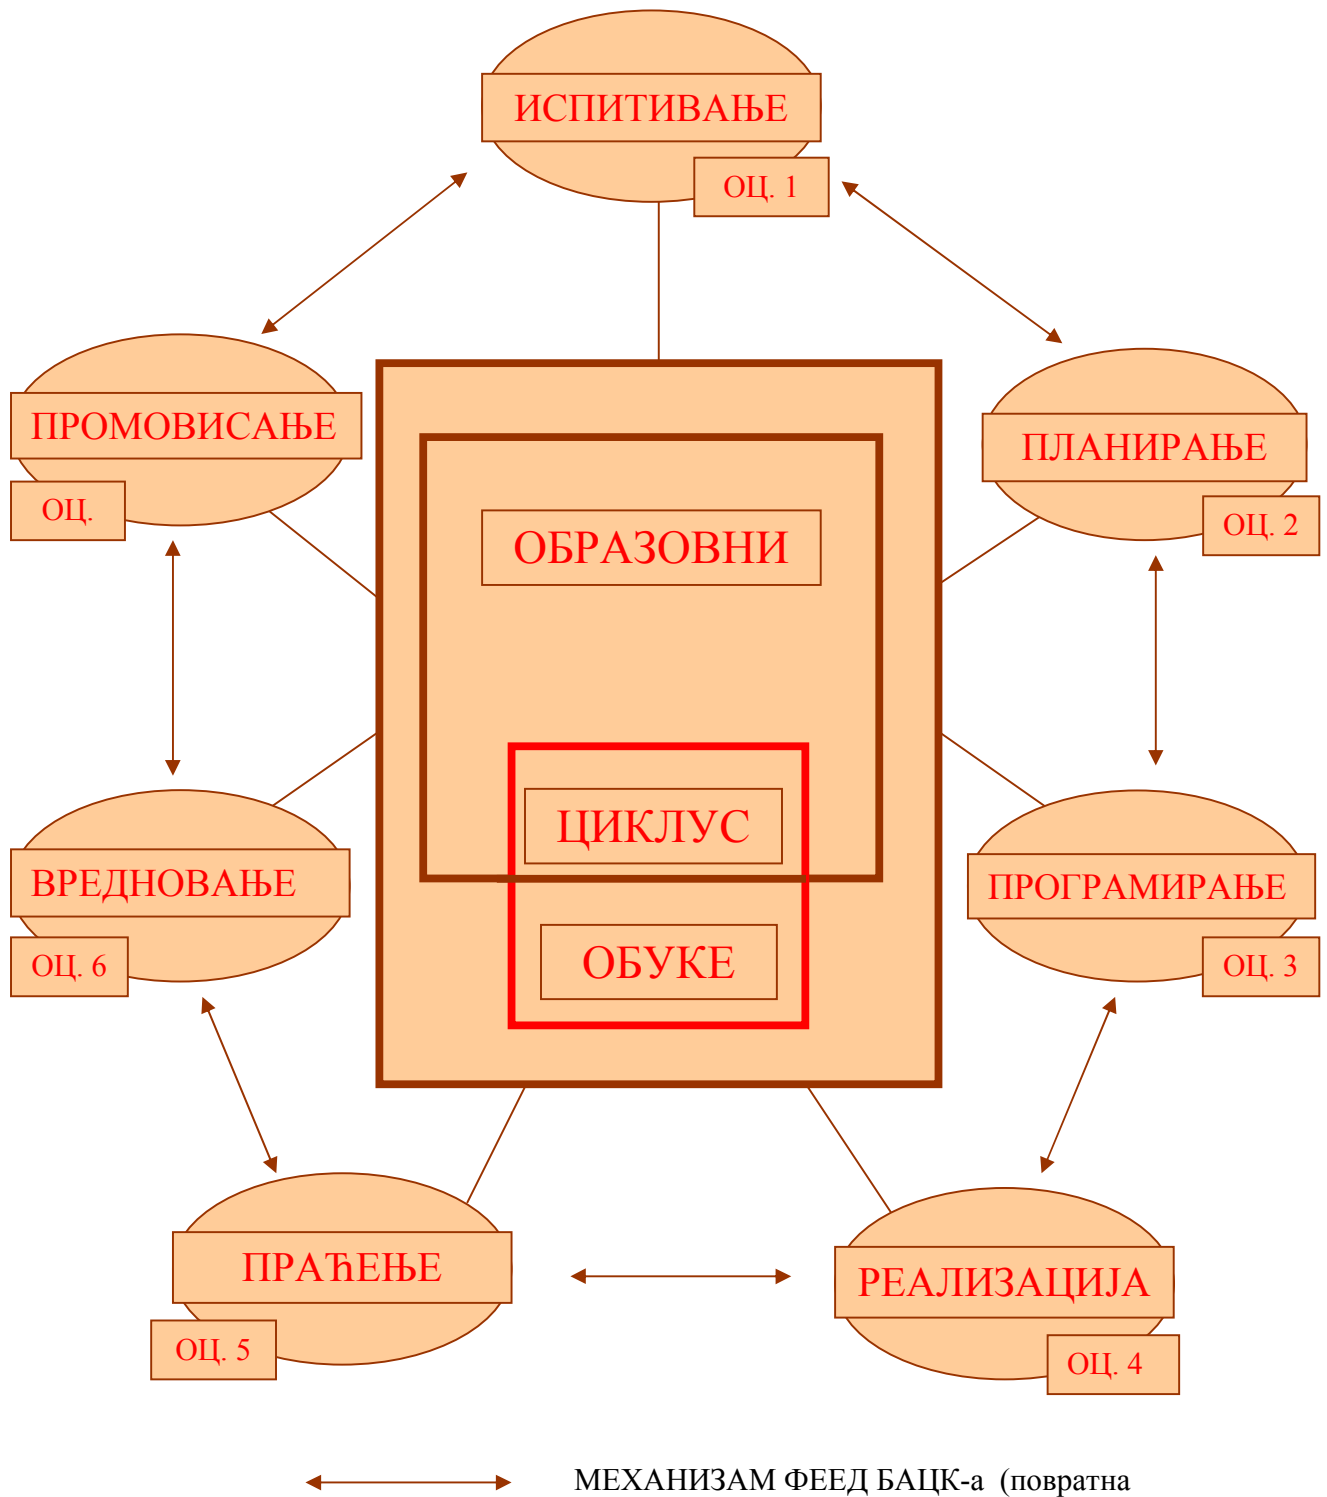 ИСПИТИВАЊЕ
ОЦ. 1
ПРОМОВИСАЊЕ
ОЦ.
ПЛАНИРАЊЕ
ОЦ. 2
ОБРАЗОВНИ
ЦИКЛУС
ОБУКЕ
ВРЕДНОВАЊЕ
ОЦ. 6
ПРОГРАМИРАЊЕ
ОЦ. 3
ПРАЋЕЊЕ
ОЦ. 5
РЕАЛИЗАЦИЈА
ОЦ. 4
МЕХАНИЗАМ ФЕЕД БАЦК-а (повратна